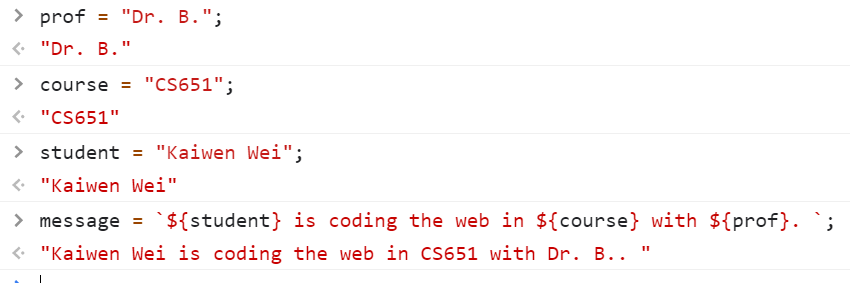 > prof = "Dr. B.";
"Dr. B."
> course = "CS651";
"CS651"
> student = "Kaiwen Wei";
"Kaiwen Wei"
> message = `${student} is coding the web in ${course} with ${prof}. `;
"Kaiwen Wei is coding the web in CS651 with Dr. B.. "